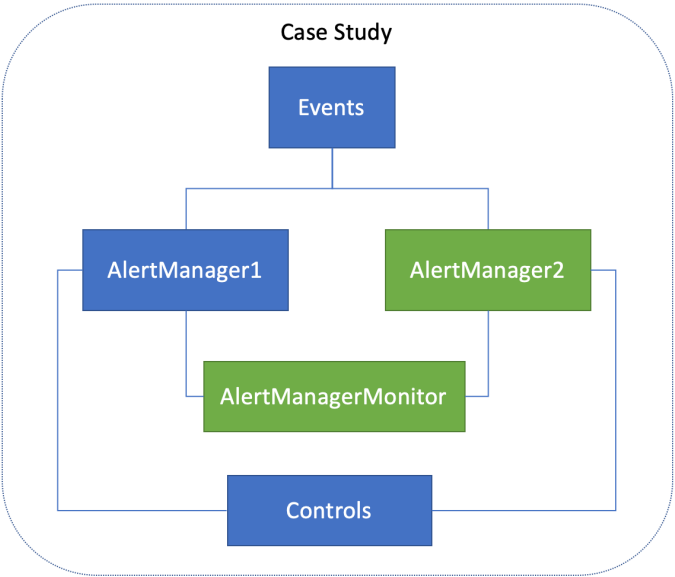 Case Study
Events
AlertManager1
AlertManager2
AlertManagerMonitor
Controls